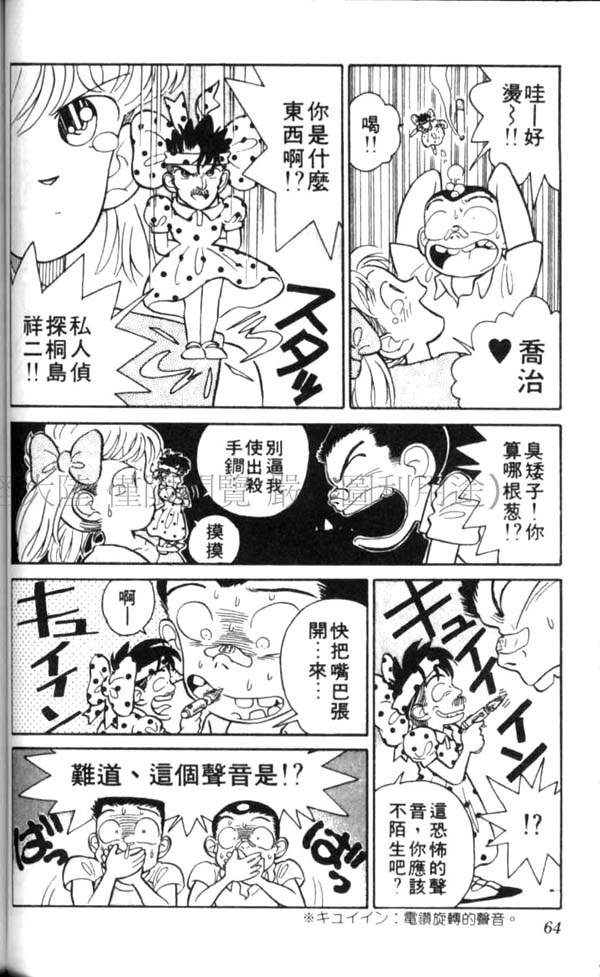 哇ー好
燙～!!
喝!!
喬治
♥
你是什麼
東西啊!?
スタッ
私人偵
探桐島
祥二!!
臭矮子！你
算哪根葱!?
別逼我
使出殺
手鐧
摸摸
キュイイン
!?
這恐怖的聲
音，你應該
不陌生吧？
快把嘴巴張
開⋯來⋯
啊ー
キュイイン
難道、這個聲音是!?
ばっ
ばっ
※キュイイン：電鑽旋轉的聲音。
64